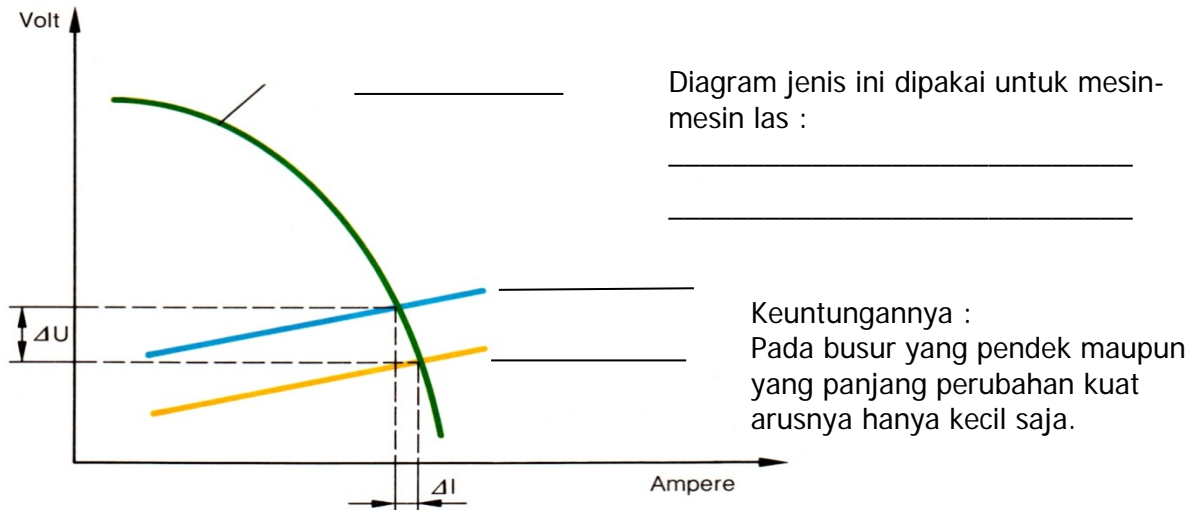 Volt
Diagram jenis ini dipakai untuk mesin-
mesin las :
ΔU
Keuntungannya :
Pada busur yang pendek maupun
yang panjang perubahan kuat
arusnya hanya kecil saja.
Ampere
ΔI